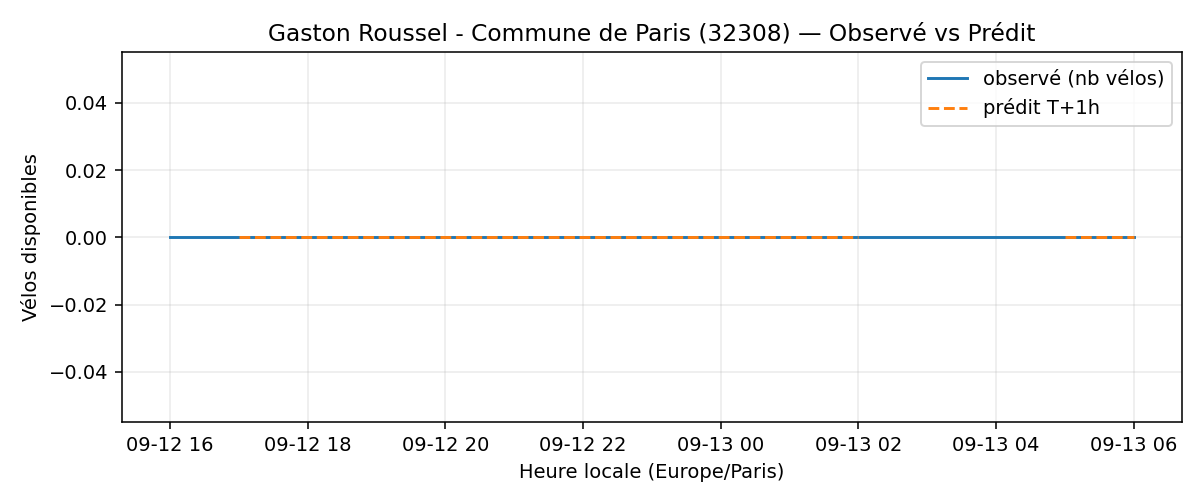 Gaston Roussel - Commune de Paris (32308) — Observé vs Prédit
observé (nb vélos)
prédit T+1h
Vélos disponibles
0.04
0.02
0.00
−0.02
−0.04
09-12 16
09-12 18
09-12 20
09-12 22
09-13 00
09-13 02
09-13 04
09-13 06
Heure locale (Europe/Paris)